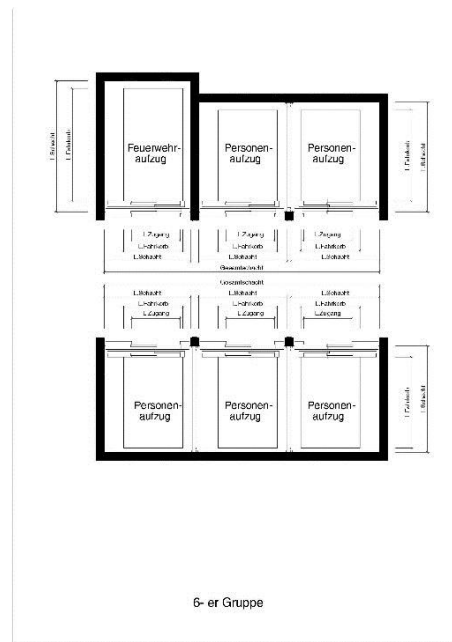 Feuerwehr-
aufzug
Personen-
aufzug
Personen-
aufzug
L.Schacht
L.Fahrkorb
L.Fahrkorb
L.Schacht
L.Zugang
L.Zugang
L.Zugang
L.Fahrkorb
L.Fahrkorb
L.Fahrkorb
L.Schacht
L.Schacht
L.Schacht
Gesamtschacht
Gesamtschacht
L.Schacht
L.Schacht
L.Schacht
L.Fahrkorb
L.Fahrkorb
L.Fahrkorb
L.Zugang
L.Zugang
L.Zugang
Personen-
aufzug
Personen-
aufzug
Personen-
aufzug
L.Fahrkorb
L.Schacht
6- er Gruppe